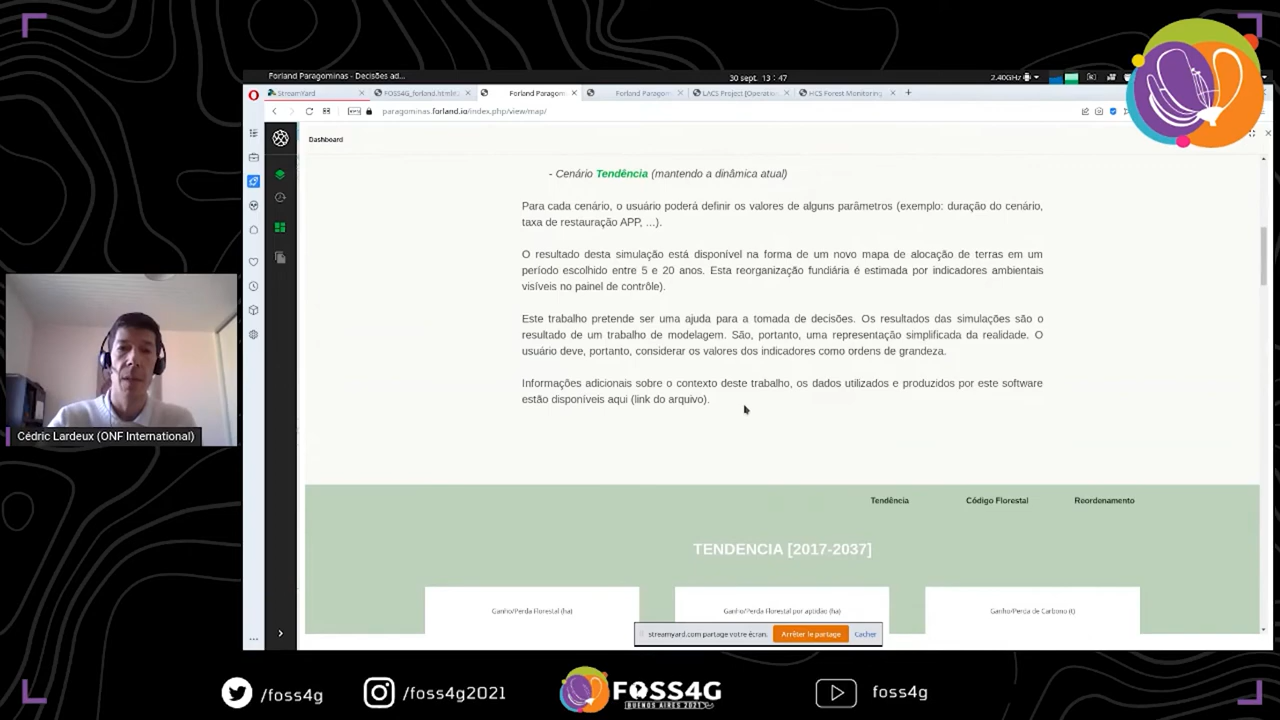 Forland Paragominas - Decisões ad...
30 sept. 13 : 47
2.40GHz
StreamYard
FOSS4G_forland.html
Forland Paragom
Forland Paragom
LACS Project [Operation
HCS Forest Monitoring
paragominas.forland.io/index.php/view/map/
Dashboard
- Cenário Tendência (mantendo a dinâmica atual)
Para cada cenário, o usuário poderá definir os valores de alguns parâmetros (exemplo: duração do cenário,
taxa de restauração APP, ...).
O resultado desta simulação está disponível na forma de um novo mapa de alocação de terras em um
período escolhido entre 5 e 20 anos. Esta reorganização fundiária é estimada por indicadores ambientais
visíveis no painel de contrôle).
Este trabalho pretende ser uma ajuda para a tomada de decisões. Os resultados das simulações são o
resultado de um trabalho de modelagem. São, portanto, uma representação simplificada da realidade. O
usuário deve, portanto, considerar os valores dos indicadores como ordens de grandeza.
Informações adicionais sobre o contexto deste trabalho, os dados utilizados e produzidos por este software
estão disponíveis aqui (link do arquivo).
Cédric Lardeux (ONF International)
Tendência
Código Florestal
Reordenamento
TENDENCIA [2017-2037]
Ganho/Perda Florestal (ha)
Ganho/Perda Florestal por aptidao (ha)
Ganho/Perda de Carbono (t)
streamyard.com partage votre écran.
Arrêter le partage
Cacher
/foss4g
/foss4g2021
FOSS4G
BUENOS AIRES 2021
foss4g